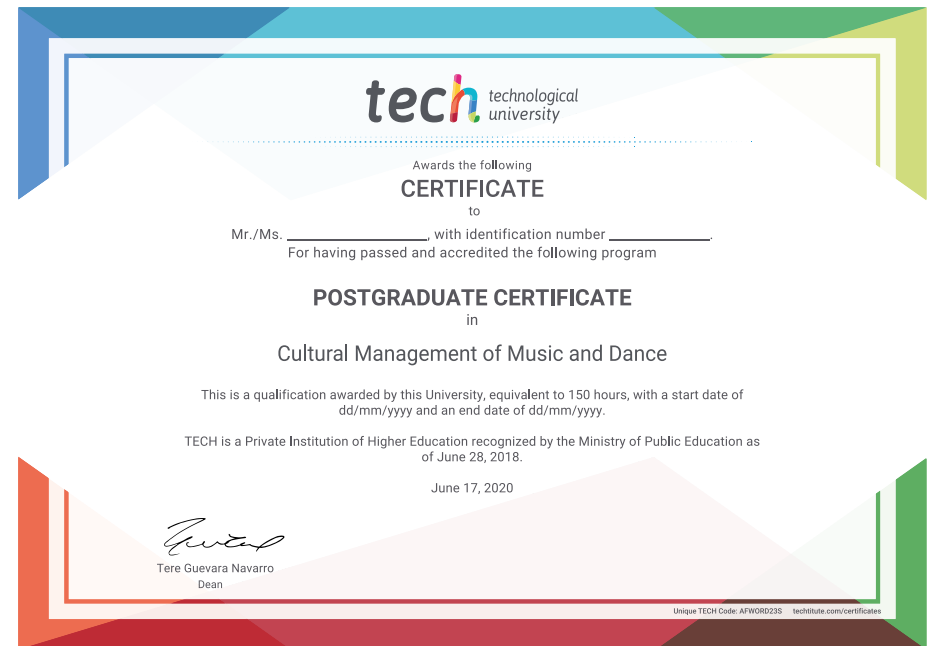 tech technological
university
Awards the following
CERTIFICATE
to
Mr./Ms. ____________________, with identification number ______________.
For having passed and accredited the following program
POSTGRADUATE CERTIFICATE
in
Cultural Management of Music and Dance
This is a qualification awarded by this University, equivalent to 150 hours, with a start date of
dd/mm/yyyy and an end date of dd/mm/yyyy.
TECH is a Private Institution of Higher Education recognized by the Ministry of Public Education as
of June 28, 2018.
June 17, 2020
Tere Guevara Navarro
Dean
Unique TECH Code: AFWORD23S techtitute.com/certificates